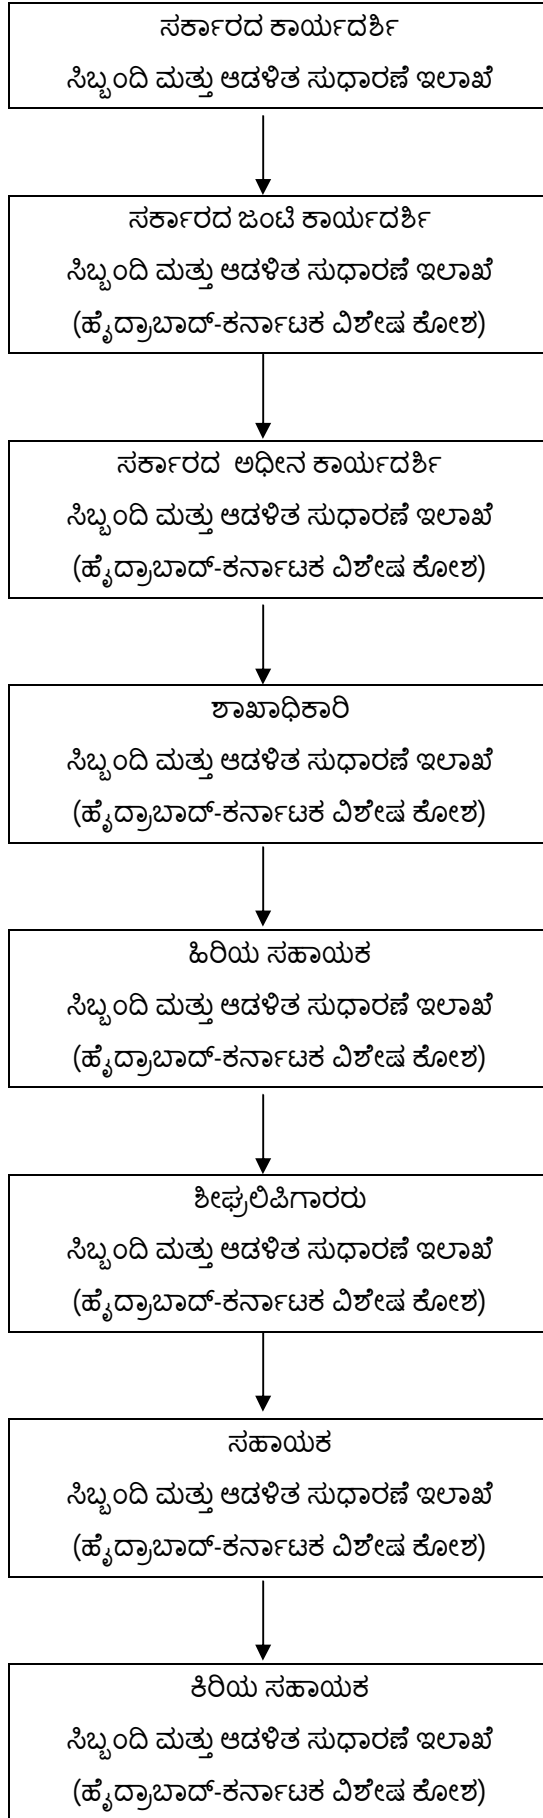 ಸರ್ಕಾರದ ಕಾರ್ಯದರ್ಶಿ
ಸಿಬ್ಬಂದಿ ಮತ್ತು ಆಡಳಿತ ಸುಧಾರಣೆ ಇಲಾಖೆ
ಸರ್ಕಾರದ ಜಂಟಿ ಕಾರ್ಯದರ್ಶಿ
ಸಿಬ್ಬಂದಿ ಮತ್ತು ಆಡಳಿತ ಸುಧಾರಣೆ ಇಲಾಖೆ
(ಹೈದ್ರಾಬಾದ್-ಕರ್ನಾಟಕ ವಿಶೇಷ ಕೋಶ)
ಸರ್ಕಾರದ ಅಧೀನ ಕಾರ್ಯದರ್ಶಿ
ಸಿಬ್ಬಂದಿ ಮತ್ತು ಆಡಳಿತ ಸುಧಾರಣೆ ಇಲಾಖೆ
(ಹೈದ್ರಾಬಾದ್-ಕರ್ನಾಟಕ ವಿಶೇಷ ಕೋಶ)
ಶಾಖಾಧಿಕಾರಿ
ಸಿಬ್ಬಂದಿ ಮತ್ತು ಆಡಳಿತ ಸುಧಾರಣೆ ಇಲಾಖೆ
(ಹೈದ್ರಾಬಾದ್-ಕರ್ನಾಟಕ ವಿಶೇಷ ಕೋಶ)
ಹಿರಿಯ ಸಹಾಯಕ
ಸಿಬ್ಬಂದಿ ಮತ್ತು ಆಡಳಿತ ಸುಧಾರಣೆ ಇಲಾಖೆ
(ಹೈದ್ರಾಬಾದ್-ಕರ್ನಾಟಕ ವಿಶೇಷ ಕೋಶ)
ಶೀಘ್ರಲಿಪಿಗಾರರು
ಸಿಬ್ಬಂದಿ ಮತ್ತು ಆಡಳಿತ ಸುಧಾರಣೆ ಇಲಾಖೆ
(ಹೈದ್ರಾಬಾದ್-ಕರ್ನಾಟಕ ವಿಶೇಷ ಕೋಶ)
ಸಹಾಯಕ
ಸಿಬ್ಬಂದಿ ಮತ್ತು ಆಡಳಿತ ಸುಧಾರಣೆ ಇಲಾಖೆ
(ಹೈದ್ರಾಬಾದ್-ಕರ್ನಾಟಕ ವಿಶೇಷ ಕೋಶ)
ಕಿರಿಯ ಸಹಾಯಕ
ಸಿಬ್ಬಂದಿ ಮತ್ತು ಆಡಳಿತ ಸುಧಾರಣೆ ಇಲಾಖೆ
(ಹೈದ್ರಾಬಾದ್-ಕರ್ನಾಟಕ ವಿಶೇಷ ಕೋಶ)